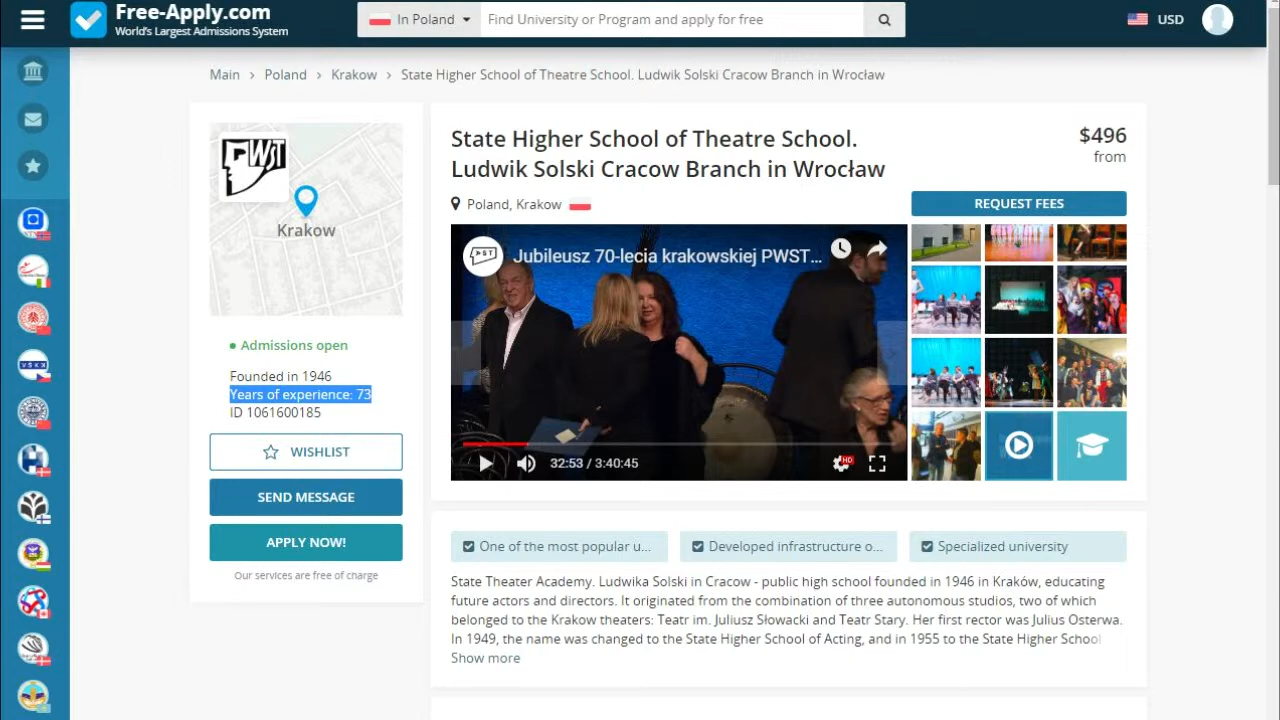 Free-Apply.com
World's Largest Admissions System
In Poland
Find University or Program and apply for free
USD
Main > Poland > Krakow > State Higher School of Theatre School. Ludwik Solski Cracow Branch in Wrocław
PWST
Krakow
Admissions open
Founded in 1946
Years of experience: 73
ID 1061600185
WISHLIST
SEND MESSAGE
APPLY NOW!
Our services are free of charge
State Higher School of Theatre School.
Ludwik Solski Cracow Branch in Wrocław
$496
from
Poland, Krakow
REQUEST FEES
Jubileusz 70-lecia krakowskiej PWST...
32:53 / 3:40:45
HD
One of the most popular u...
Developed infrastructure o...
Specialized university
State Theater Academy. Ludwika Solski in Cracow - public high school founded in 1946 in Kraków, educating
future actors and directors. It originated from the combination of three autonomous studios, two of which
belonged to the Krakow theaters: Teatr im. Juliusz Słowacki and Teatr Stary. Her first rector was Julius Osterwa.
In 1949, the name was changed to the State Higher School of Acting, and in 1955 to the State Higher School
Show more